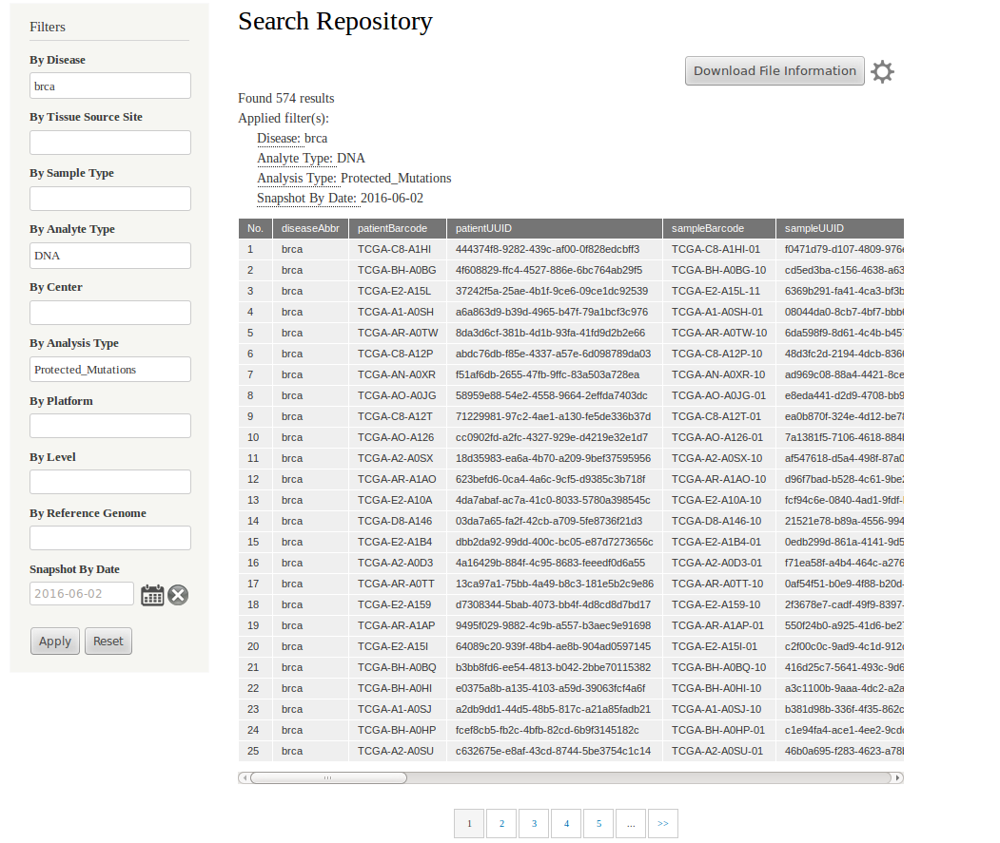 Filters
By Disease
brca
By Tissue Source Site
By Sample Type
By Analyte Type
DNA
By Center
By Analysis Type
Protected_Mutations
By Platform
By Level
By Reference Genome
Snapshot By Date
2016-06-02
Apply Reset
Search Repository
Download File Information
Found 574 results
Applied filter(s):
Disease: brca
Analyte Type: DNA
Analysis Type: Protected_Mutations
Snapshot By Date: 2016-06-02
No. diseaseAbbr patientBarcode patientUUID sampleBarcode sampleUUID
1 brca TCGA-C8-A1HI 444374f8-9282-439c-af00-0f828edcbff3 TCGA-C8-A1HI-01 f0471d79-d107-4809-976
2 brca TCGA-BH-A0BG 4f608829-ffc4-4527-886e-6bc764ab29f5 TCGA-BH-A0BG-10 cd5ed3ba-c156-4638-a63
3 brca TCGA-E2-A15L 37242f5a-25ae-4b1f-9ce6-09ce1dc92539 TCGA-E2-A15L-11 6369b291-fa41-4ca3-bf3b
4 brca TCGA-A1-A0SH a6a863d9-b39d-4965-b47f-79a1bcf3c976 TCGA-A1-A0SH-01 08044da0-8cb7-4bf7-bbb
5 brca TCGA-AR-A0TW 8da3d6cf-381b-4d1b-93fa-41fd9d2b2e66 TCGA-AR-A0TW-10 6da598f9-8d61-4c4b-b457
6 brca TCGA-C8-A12P abdc76db-f85e-4337-a57e-6d098789da03 TCGA-C8-A12P-10 48d3fc2d-2194-4dcb-836
7 brca TCGA-AN-A0XR f51af6db-2655-47fb-9ffc-83a503a728ea TCGA-AN-A0XR-10 ad969c08-88a4-4421-8ce
8 brca TCGA-AO-A0JG 58959e88-54e2-4558-9664-2effda7403dc TCGA-AO-A0JG-01 e8eda441-d2d9-4708-bb9
9 brca TCGA-C8-A12T 71229981-97c2-4ae1-a130-fe5de336b37d TCGA-C8-A12T-01 ea0b870f-324e-4d12-be78
10 brca TCGA-AO-A126 cc0902fd-a2fc-4327-929e-d4219e32e1d7 TCGA-AO-A126-01 7a1381f5-7106-4618-884
11 brca TCGA-A2-A0SX 18d35983-ea6a-4b70-a209-9bef37595956 TCGA-A2-A0SX-10 af547618-d5a4-498f-87a0
12 brca TCGA-AR-A1AO 623befd6-0ca4-4a6c-9cf5-d9385c3b718f TCGA-AR-A1AO-10 d96f7bad-b528-4c61-9be
13 brca TCGA-E2-A10A 4da7abaf-ac7a-41c0-8033-5780a398545c TCGA-E2-A10A-10 fcf94c6e-0840-4ad1-9fdf-
14 brca TCGA-D8-A146 03da7a65-fa2f-42cb-a709-5fe8736f21d3 TCGA-D8-A146-10 21521e78-b89a-4556-994
15 brca TCGA-E2-A1B4 dbb2da92-99dd-400c-bc05-e87d7273656c TCGA-E2-A1B4-01 0edb299d-861a-4141-9d5
16 brca TCGA-A2-A0D3 4a16429b-884f-4c95-8683-feeedf0d6a55 TCGA-A2-A0D3-01 f71ea58f-a4b4-464c-a276
17 brca TCGA-AR-A0TT 13ca97a1-75bb-4a49-b8c3-181e5b2c9e86 TCGA-AR-A0TT-10 0af54f51-b0e9-4f88-b20d-
18 brca TCGA-E2-A159 d7308344-5bab-4073-bb4f-4d8cd8d7bd17 TCGA-E2-A159-10 2f3678e7-cadf-49f9-8397-
19 brca TCGA-AR-A1AP 9495f029-9882-4c9b-a557-b3aec9e91698 TCGA-AR-A1AP-01 550f24b0-a925-41d6-be2
20 brca TCGA-E2-A15I 64089c20-939f-48b4-ae8b-904ad0597145 TCGA-E2-A15I-01 c2f00c0c-9ad9-4c1d-912
21 brca TCGA-BH-A0BQ b3bb8fd6-ee54-4813-b042-2bbe70115382 TCGA-BH-A0BQ-10 416d25c7-5641-493c-9d6
22 brca TCGA-BH-A0HI e0375a8b-a135-4103-a59d-39063fcf4a6f TCGA-BH-A0HI-10 a3c1100b-9aaa-4dc2-a2a
23 brca TCGA-A1-A0SJ a2db9dd1-44d5-48b5-817c-a21a85fadb21 TCGA-A1-A0SJ-10 b381d98b-336f-4f35-862c
24 brca TCGA-BH-A0HP fcef8cb5-fb2c-4bfb-82cd-6b9f3145182c TCGA-BH-A0HP-01 c1e94fa4-ace1-4ee2-9cd
25 brca TCGA-A2-A0SU c632675e-e8af-43cd-8744-5be3754c1c14 TCGA-A2-A0SU-01 46b0a695-f283-4623-a78
1 2 3 4 5 ... >>